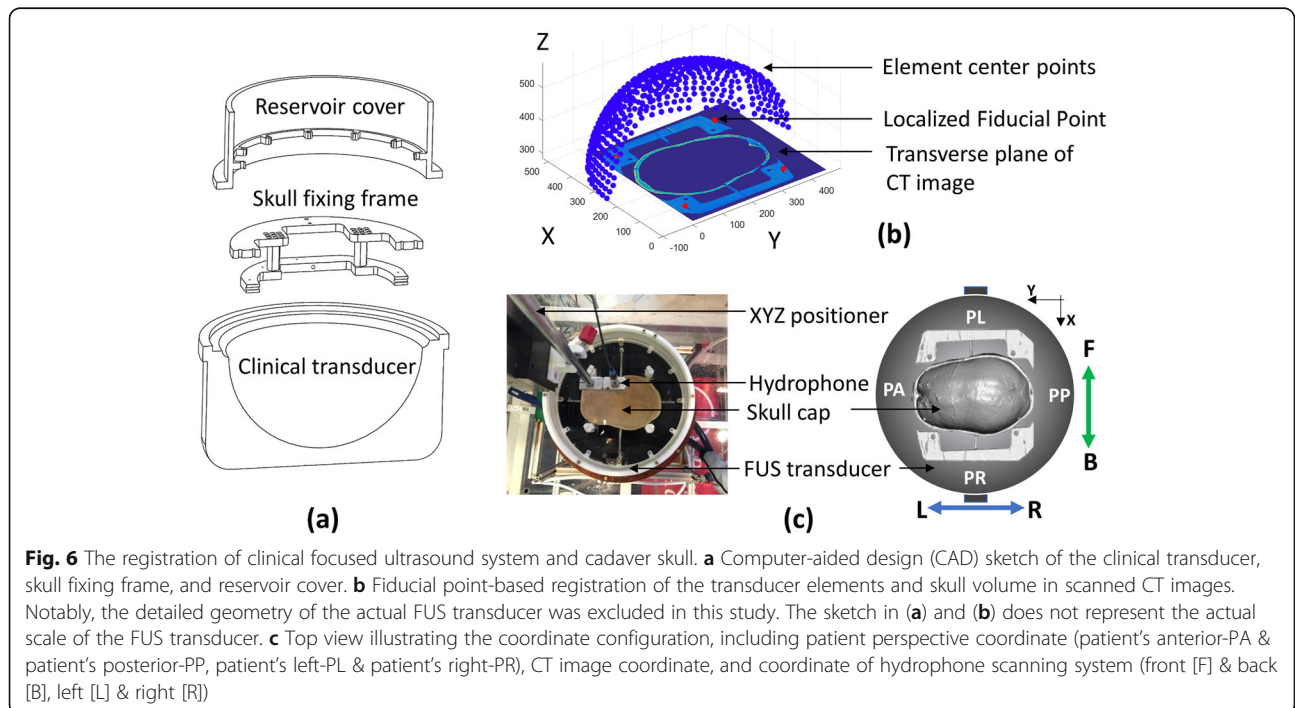 Reservoir cover
Skull fixing frame
Clinical transducer
(a)
Z
500
400
300
500
400
300
200
100
0
-100
0
100
200
300
400
X
Y
Element center points
Localized Fiducial Point
Transverse plane of
CT image
(b)
XYZ positioner
Hydrophone
Skull cap
FUS transducer
Y
X
PL
PA
PP
PR
F
B
L
R
(c)
Fig. 6 The registration of clinical focused ultrasound system and cadaver skull. a Computer-aided design (CAD) sketch of the clinical transducer,
skull fixing frame, and reservoir cover. b Fiducial point-based registration of the transducer elements and skull volume in scanned CT images.
Notably, the detailed geometry of the actual FUS transducer was excluded in this study. The sketch in (a) and (b) does not represent the actual
scale of the FUS transducer. c Top view illustrating the coordinate configuration, including patient perspective coordinate (patient's anterior-PA &
patient's posterior-PP, patient's left-PL & patient's right-PR), CT image coordinate, and coordinate of hydrophone scanning system (front [F] & back
[B], left [L] & right [R])